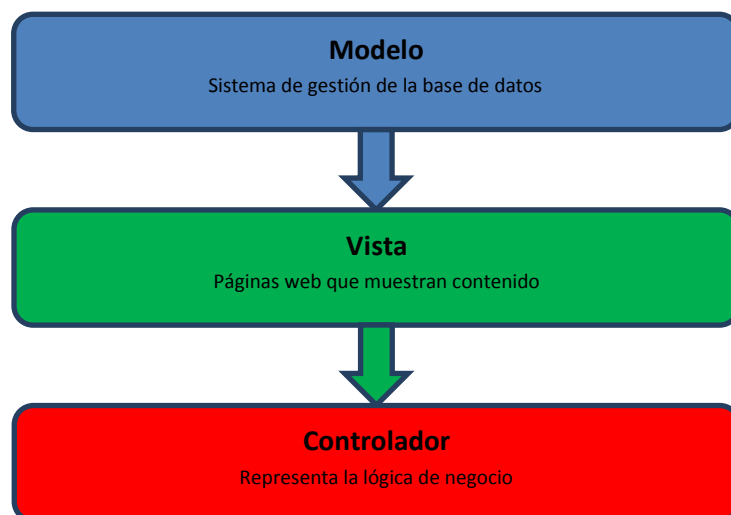 Modelo
Sistema de gestión de la base de datos
Vista
Páginas web que muestran contenido
Controlador
Representa la lógica de negocio